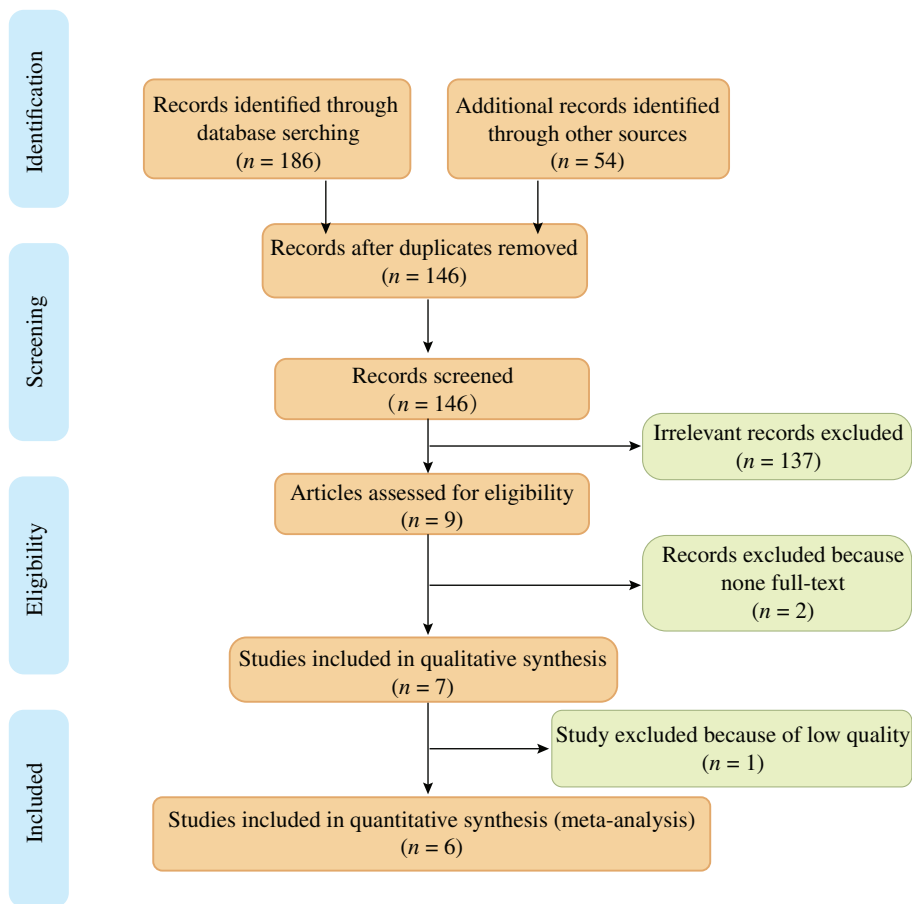 Identification
Records identified through
database serching
(n = 186)
Additional records identified
through other sources
(n = 54)
Records after duplicates removed
(n = 146)
Screening
Records screened
(n = 146)
Irrelevant records excluded
(n = 137)
Eligibility
Articles assessed for eligibility
(n = 9)
Records excluded because
none full-text
(n = 2)
Studies included in qualitative synthesis
(n = 7)
Included
Study excluded because of low quality
(n = 1)
Studies included in quantitative synthesis (meta-analysis)
(n = 6)